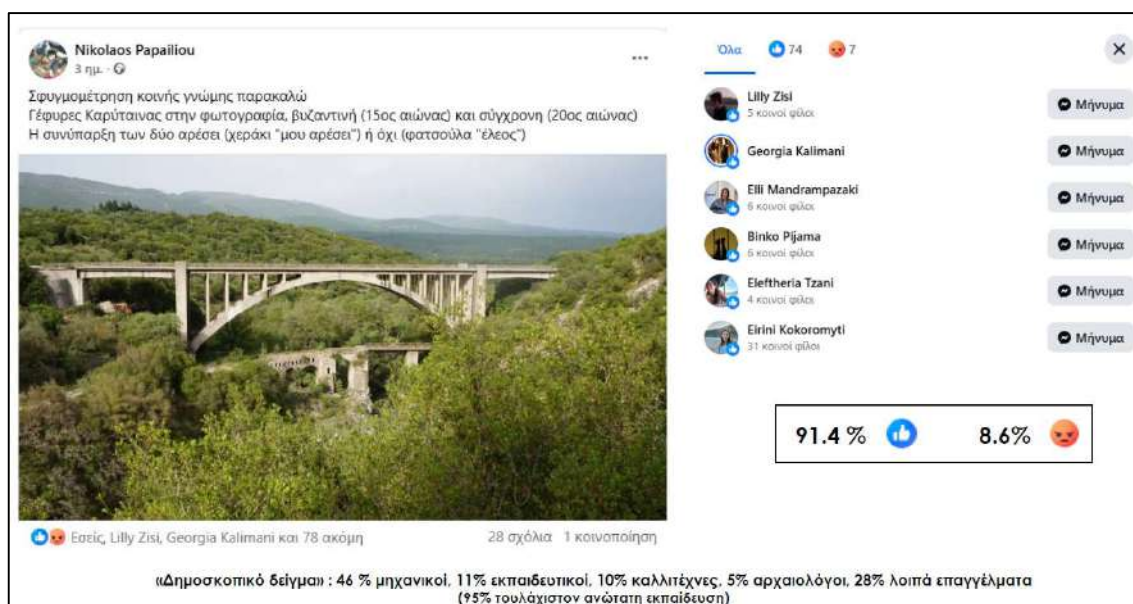 Nikolaos Papailiou
3 ημ. ·
Σφυγμομέτρηση κοινής γνώμης παρακαλώ
Γέφυρες Καρύταινας στην φωτογραφία, βυζαντινή (15ος αιώνας) και σύγχρονη (20ος αιώνας)
Η συνύπαρξη των δύο αρέσει (χεράκι "μου αρέσει") ή όχι (φατσούλα "έλεος")
Εσείς, Lilly Zisi, Georgia Kalimani και 78 ακόμη
28 σχόλια 1 κοινοποίηση
Όλα 74 7
Lilly Zisi
5 κοινοί φίλοι
Μήνυμα
Georgia Kalimani
Μήνυμα
Elli Mandrampazaki
6 κοινοί φίλοι
Μήνυμα
Binko Pijama
6 κοινοί φίλοι
Μήνυμα
Eleftheria Tzani
4 κοινοί φίλοι
Μήνυμα
Eirini Kokoromyti
31 κοινοί φίλοι
Μήνυμα
91.4 % 8.6%
«Δημοσκοπικό δείγμα» : 46 % μηχανικοί, 11% εκπαιδευτικοί, 10% καλλιτέχνες, 5% αρχαιολόγοι, 28% λοιπά επαγγέλματα
(95% τουλάχιστον ανώτατη εκπαίδευση)